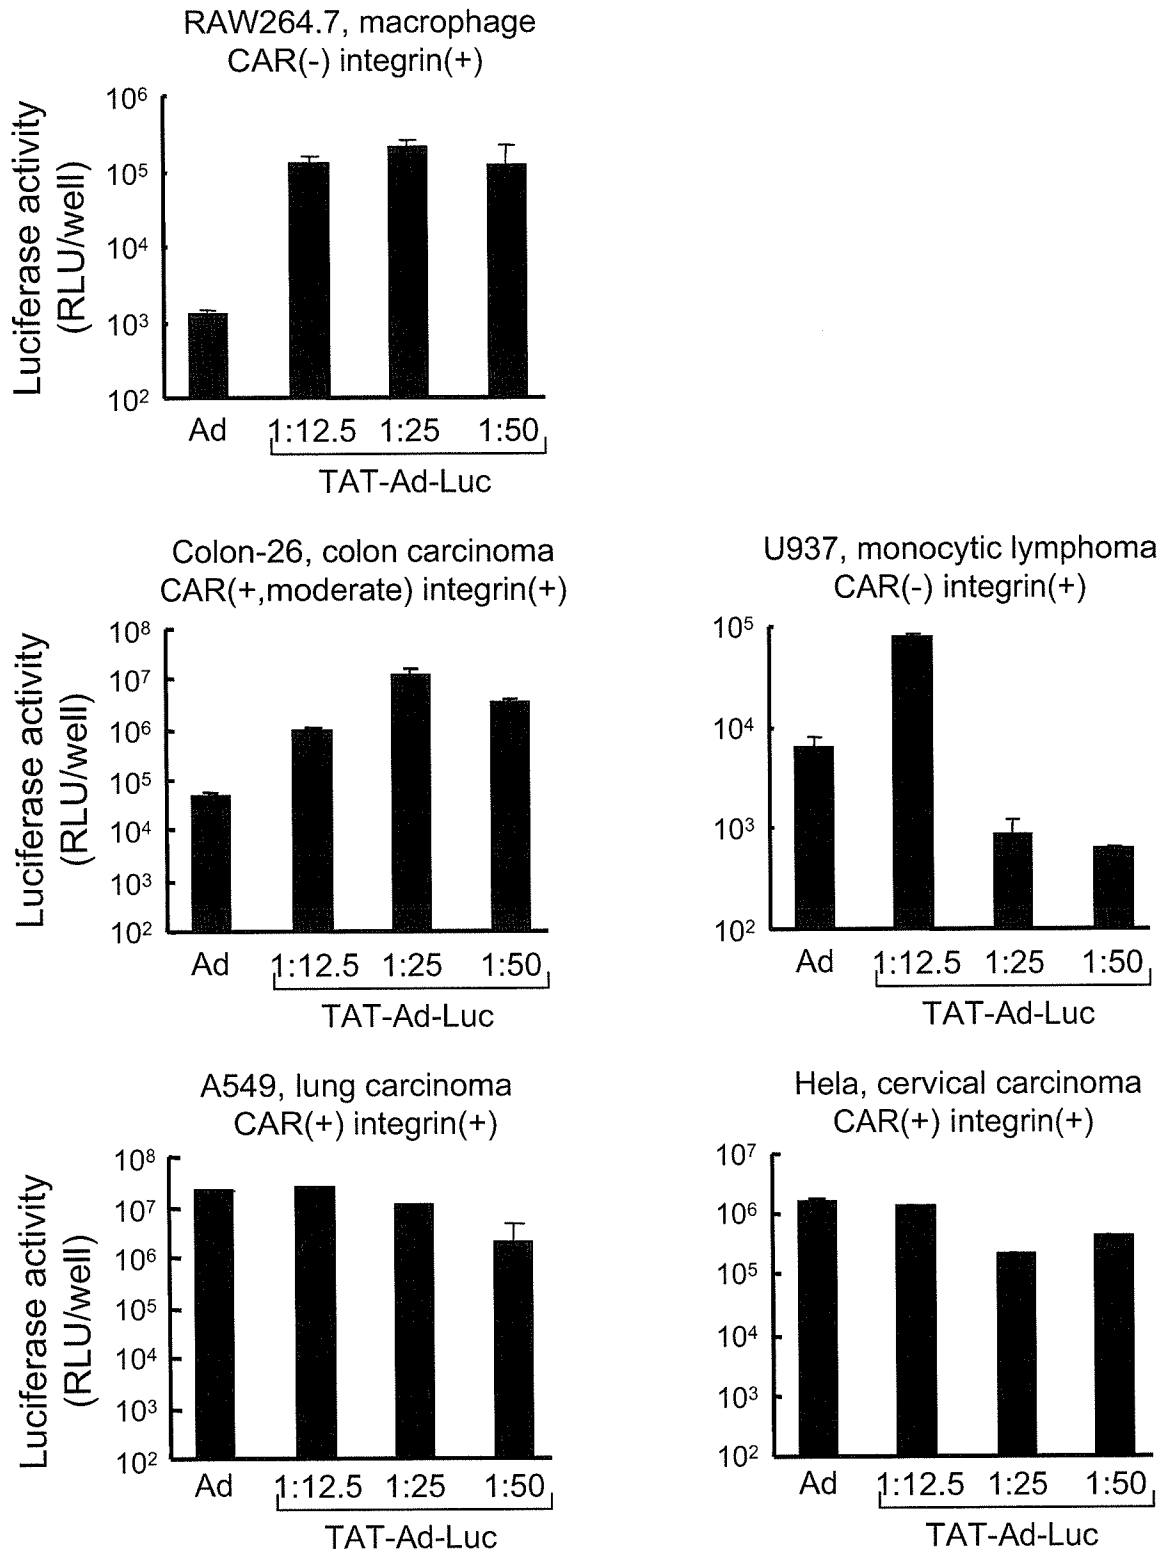 RAW264.7, macrophage
CAR(-) integrin(+)
Luciferase activity
(RLU/well)
10⁶
10⁵
10⁴
10³
10²
Ad 1:12.5 1:25 1:50
TAT-Ad-Luc
Colon-26, colon carcinoma
CAR(+,moderate) integrin(+)
Luciferase activity
(RLU/well)
10⁸
10⁷
10⁶
10⁵
10⁴
10³
10²
Ad 1:12.5 1:25 1:50
TAT-Ad-Luc
U937, monocytic lymphoma
CAR(-) integrin(+)
10⁵
10⁴
10³
10²
Ad 1:12.5 1:25 1:50
TAT-Ad-Luc
A549, lung carcinoma
CAR(+) integrin(+)
Luciferase activity
(RLU/well)
10⁸
10⁷
10⁶
10⁵
10⁴
10³
10²
Ad 1:12.5 1:25 1:50
TAT-Ad-Luc
Hela, cervical carcinoma
CAR(+) integrin(+)
10⁷
10⁶
10⁵
10⁴
10³
10²
Ad 1:12.5 1:25 1:50
TAT-Ad-Luc